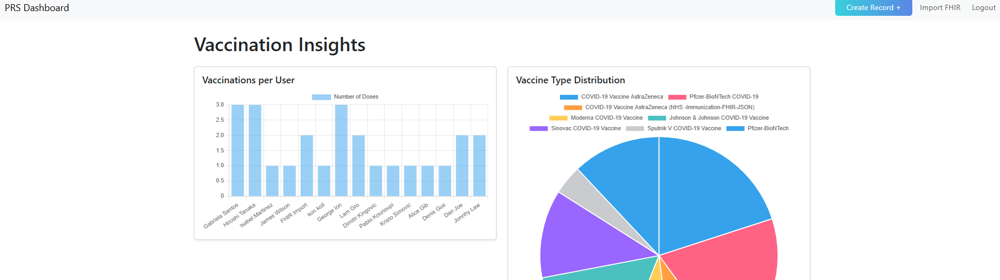 PRS Dashboard
Create Record +
Import FHIR
Logout
Vaccination Insights
Vaccinations per User
Number of Doses
3.0
2.5
2.0
1.5
1.0
0.5
0
Gabriela Santos
Hiroshi Tanaka
Isabel Martinez
James Wilson
FHIR Import
kon koll
George Ion
Lam Gro
Dimitri Kingovic
Pablo Kounoupi
Kristo Simovic
Alice Gib
Denis Gus
Dan Joe
Jonnhy Law
Vaccine Type Distribution
COVID-19 Vaccine AstraZeneca Pfizer-BioNTech COVID-19
COVID-19 Vaccine AstraZeneca (NHS -Immunization-FHIR-JSON)
Moderna COVID-19 Vaccine Johnson & Johnson COVID-19 Vaccine
Sinovac COVID-19 Vaccine Sputnik V COVID-19 Vaccine Pfizer-BioNTech